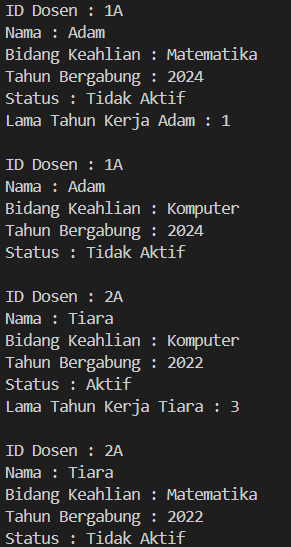 ID Dosen : 1A
Nama : Adam
Bidang Keahlian : Matematika
Tahun Bergabung : 2024
Status : Tidak Aktif
Lama Tahun Kerja Adam : 1

ID Dosen : 1A
Nama : Adam
Bidang Keahlian : Komputer
Tahun Bergabung : 2024
Status : Tidak Aktif

ID Dosen : 2A
Nama : Tiara
Bidang Keahlian : Komputer
Tahun Bergabung : 2022
Status : Aktif
Lama Tahun Kerja Tiara : 3

ID Dosen : 2A
Nama : Tiara
Bidang Keahlian : Matematika
Tahun Bergabung : 2022
Status : Aktif